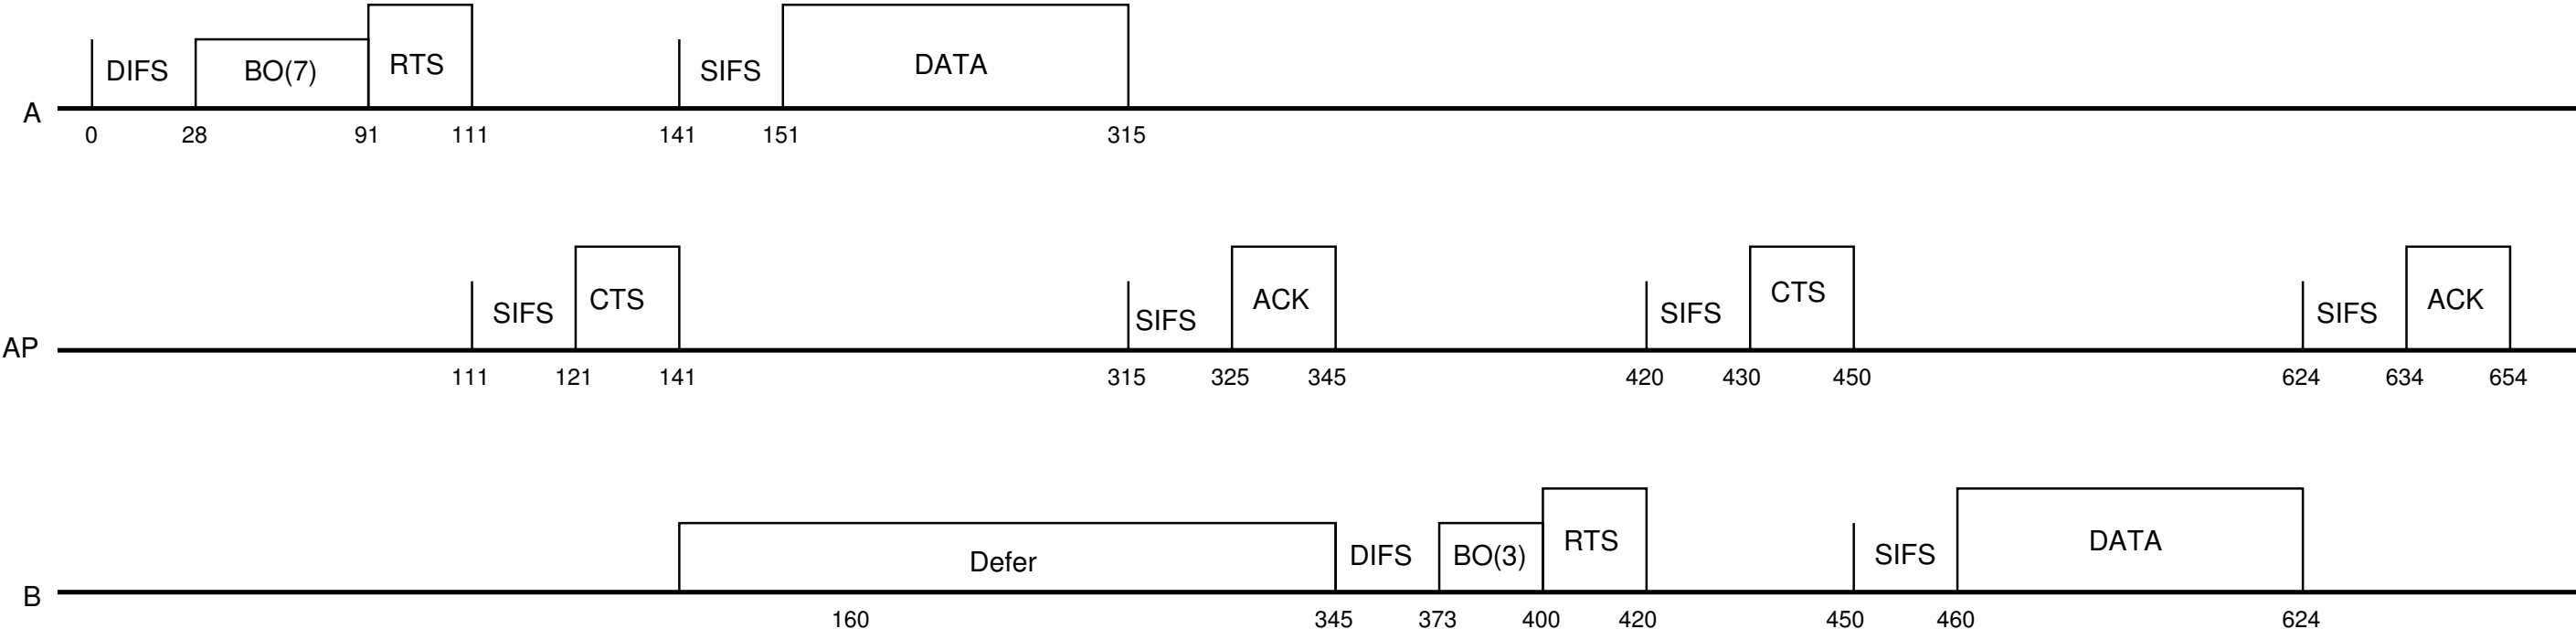 DIFS BO(7) RTS SIFS DATA
A
0 28 91 111 141 151 315
SIFS CTS SIFS ACK SIFS CTS SIFS ACK
AP
111 121 141 315 325 345 420 430 450 624 634 654
Defer DIFS BO(3) RTS SIFS DATA
B
160 345 373 400 420 450 460 624